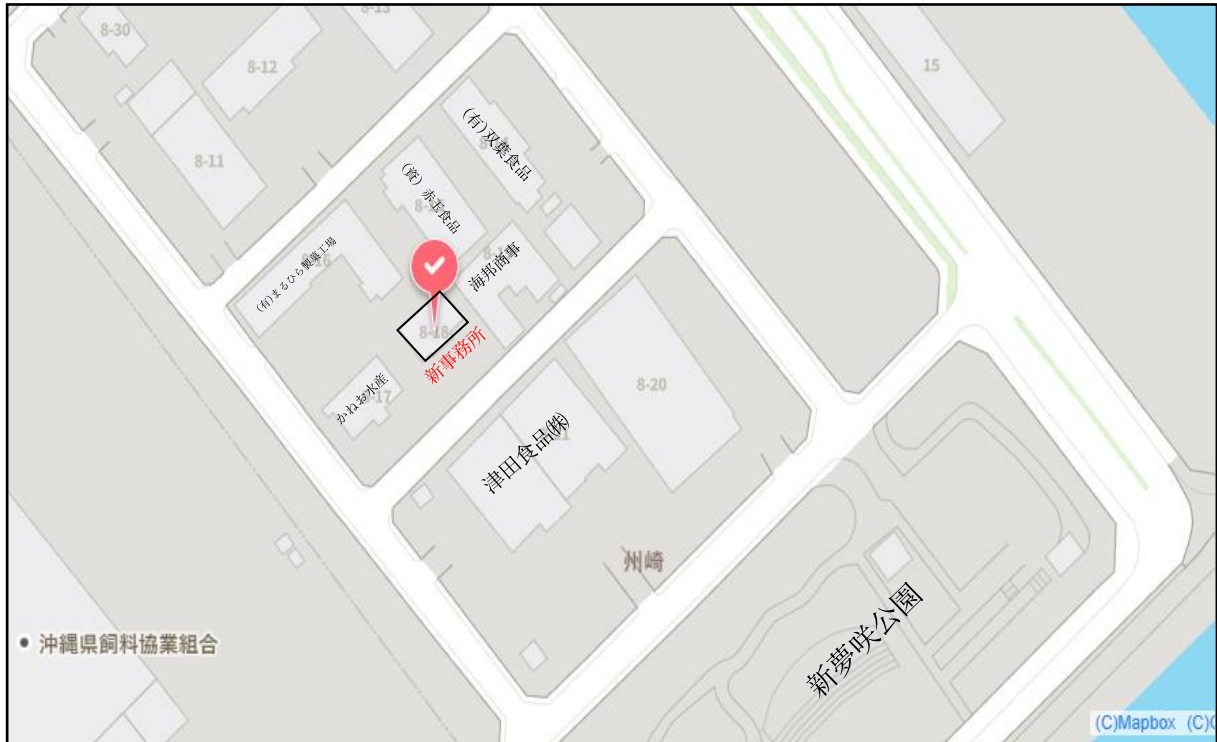 8-30
8-13
8-12
15
8-11
(有)双葉食品
(資) 赤玉食品
(有)まるひら製菓工場
海邦商事
8-18
新事務所
かねお水産
8-20
津田食品㈱
州崎
新夢咲公園
• 沖縄県飼料協業組合
(C)Mapbox (C)